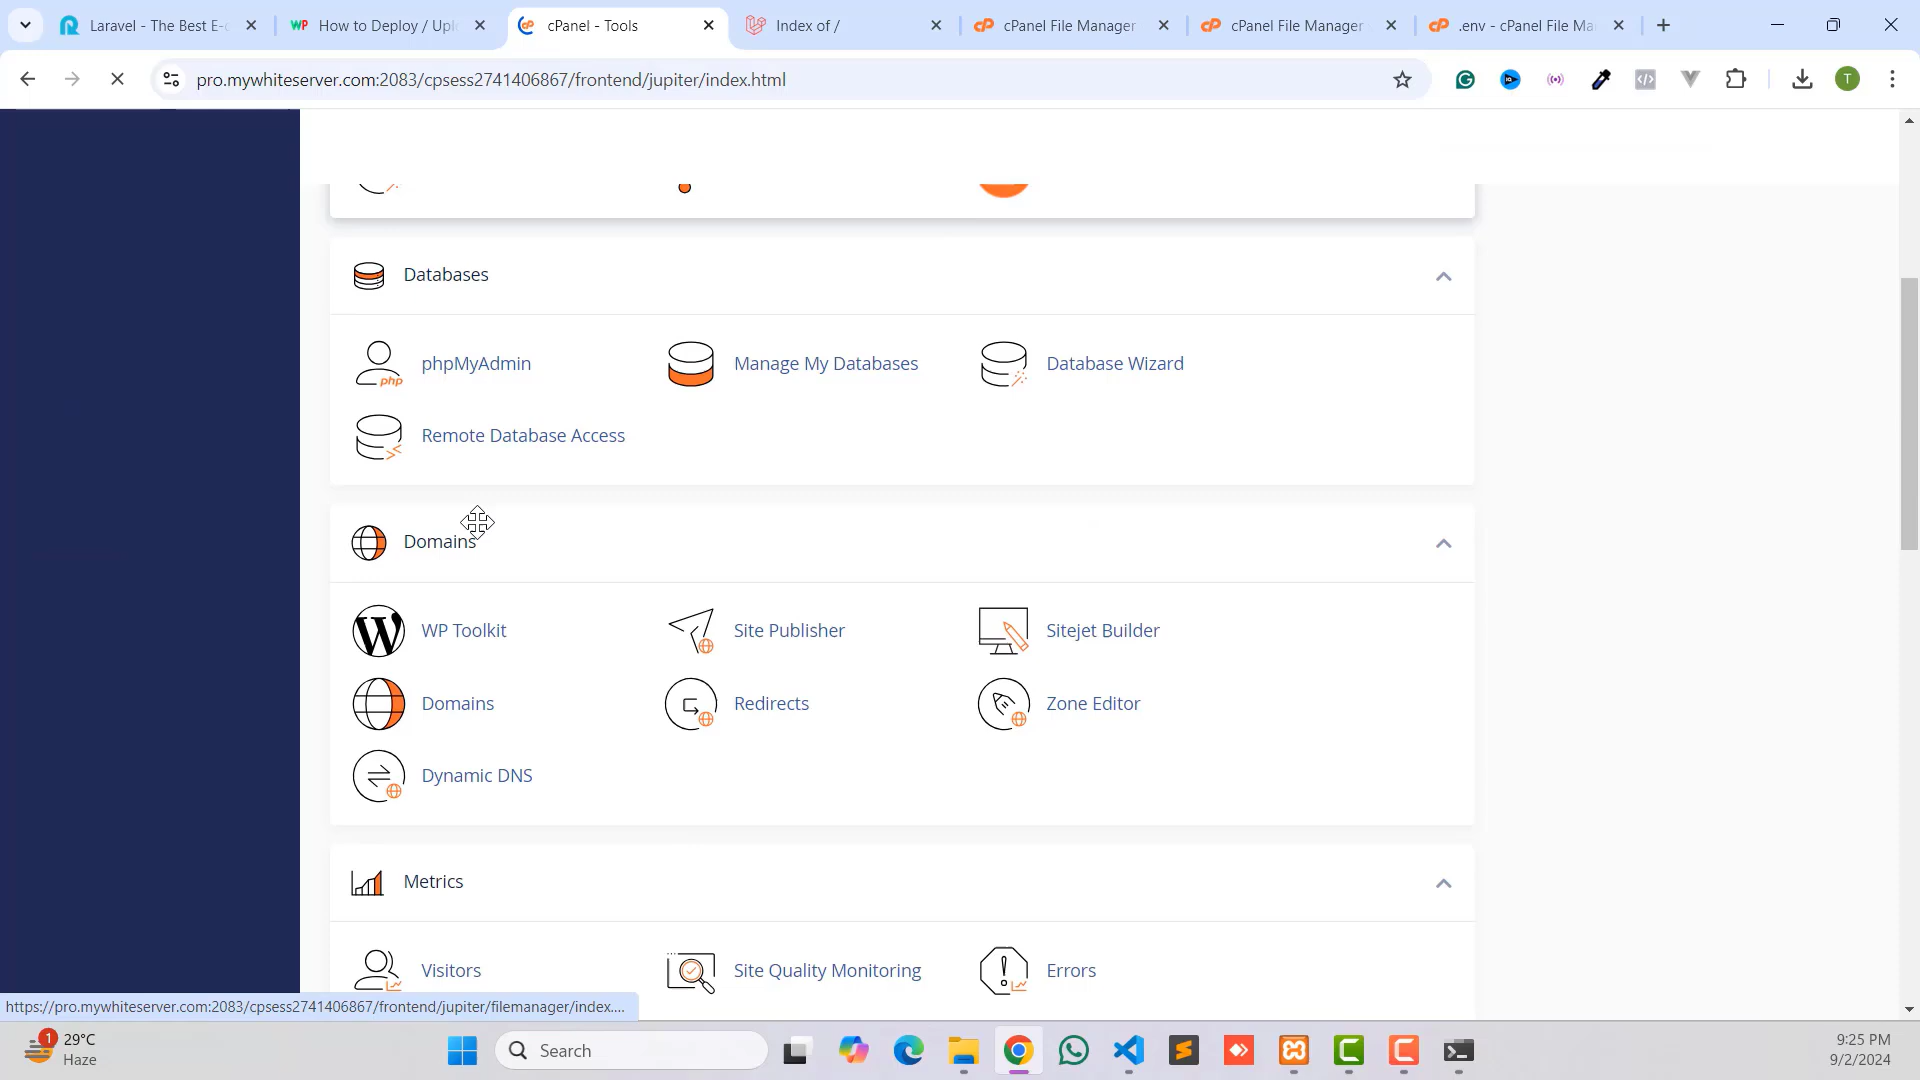 Laravel - The Best E-c
How to Deploy / Uplo
cPanel - Tools
Index of /
cPanel File Manager
cPanel File Manager
.env - cPanel File Ma
pro.mywhiteserver.com:2083/cpsess2741406867/frontend/jupiter/index.html
T
Databases
phpMyAdmin
Manage My Databases
Database Wizard
Remote Database Access
Domains
WP Toolkit
Site Publisher
Sitejet Builder
Domains
Redirects
Zone Editor
Dynamic DNS
Metrics
Visitors
Site Quality Monitoring
Errors
https://pro.mywhiteserver.com:2083/cpsess2741406867/frontend/jupiter/filemanager/index....
1
29°C
Haze
Search
9:25 PM
9/2/2024